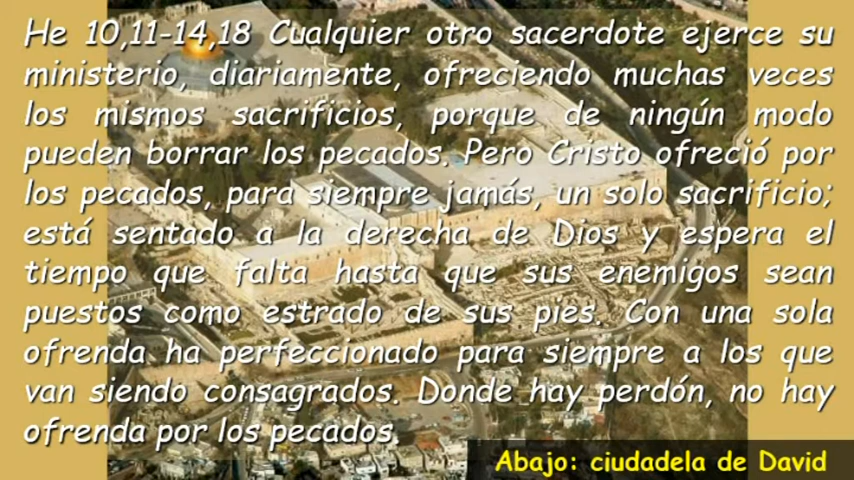 He 10,11-14,18 Cualquier otro sacerdote ejerce su
ministerio, diariamente, ofreciendo muchas veces
los mismos sacrificios, porque de ningún modo
pueden borrar los pecados. Pero Cristo ofreció por
los pecados, para siempre jamás, un solo sacrificio;
está sentado a la derecha de Dios y espera el
tiempo que falta hasta que sus enemigos sean
puestos como estrado de sus pies. Con una sola
ofrenda ha perfeccionado para siempre a los que
van siendo consagrados. Donde hay perdón, no hay
ofrenda por los pecados.
Abajo: ciudadela de David